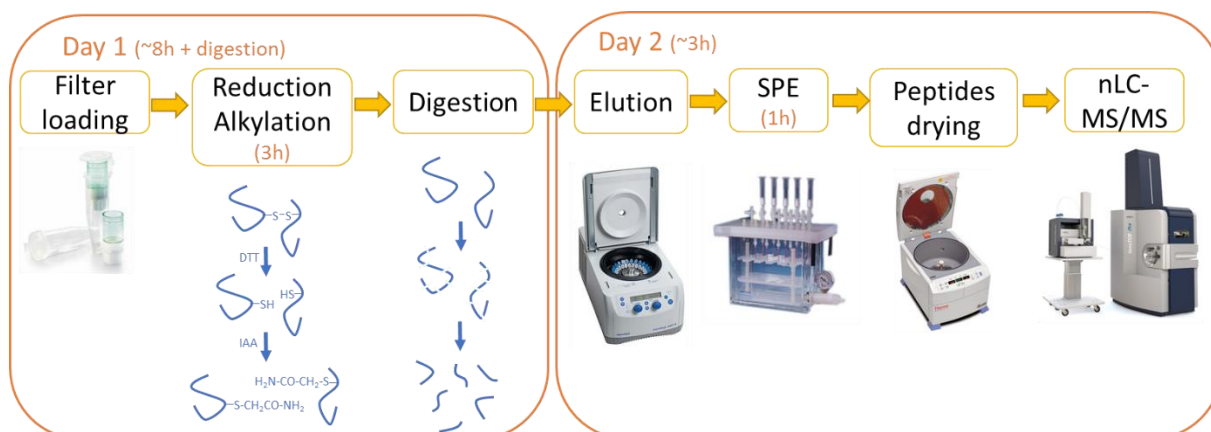 Day 1 (~8h + digestion)
Day 2 (~3h)
Filter
loading
Reduction
Alkylation
(3h)
Digestion
Elution
SPE
(1h)
Peptides
drying
nLC-
MS/MS
S-S
DTT
SH
HS
IAA
H₂N-CO-CH₂-S
S-CH₂CO-NH₂